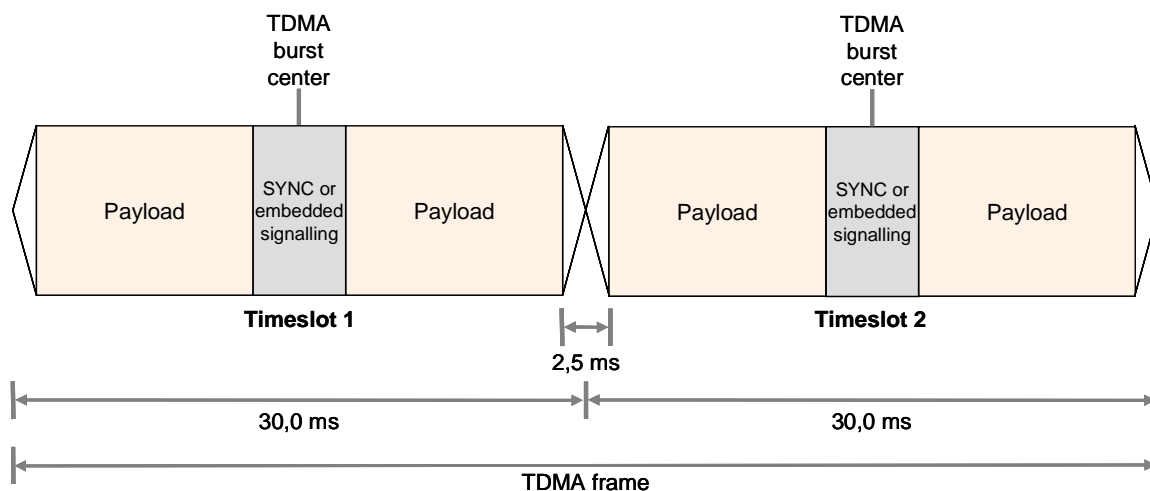 TDMA
burst
center
TDMA
burst
center
Payload
SYNC or
embedded
signalling
Payload
Payload
SYNC or
embedded
signalling
Payload
Timeslot 1
Timeslot 2
2,5 ms
30,0 ms
30,0 ms
TDMA frame